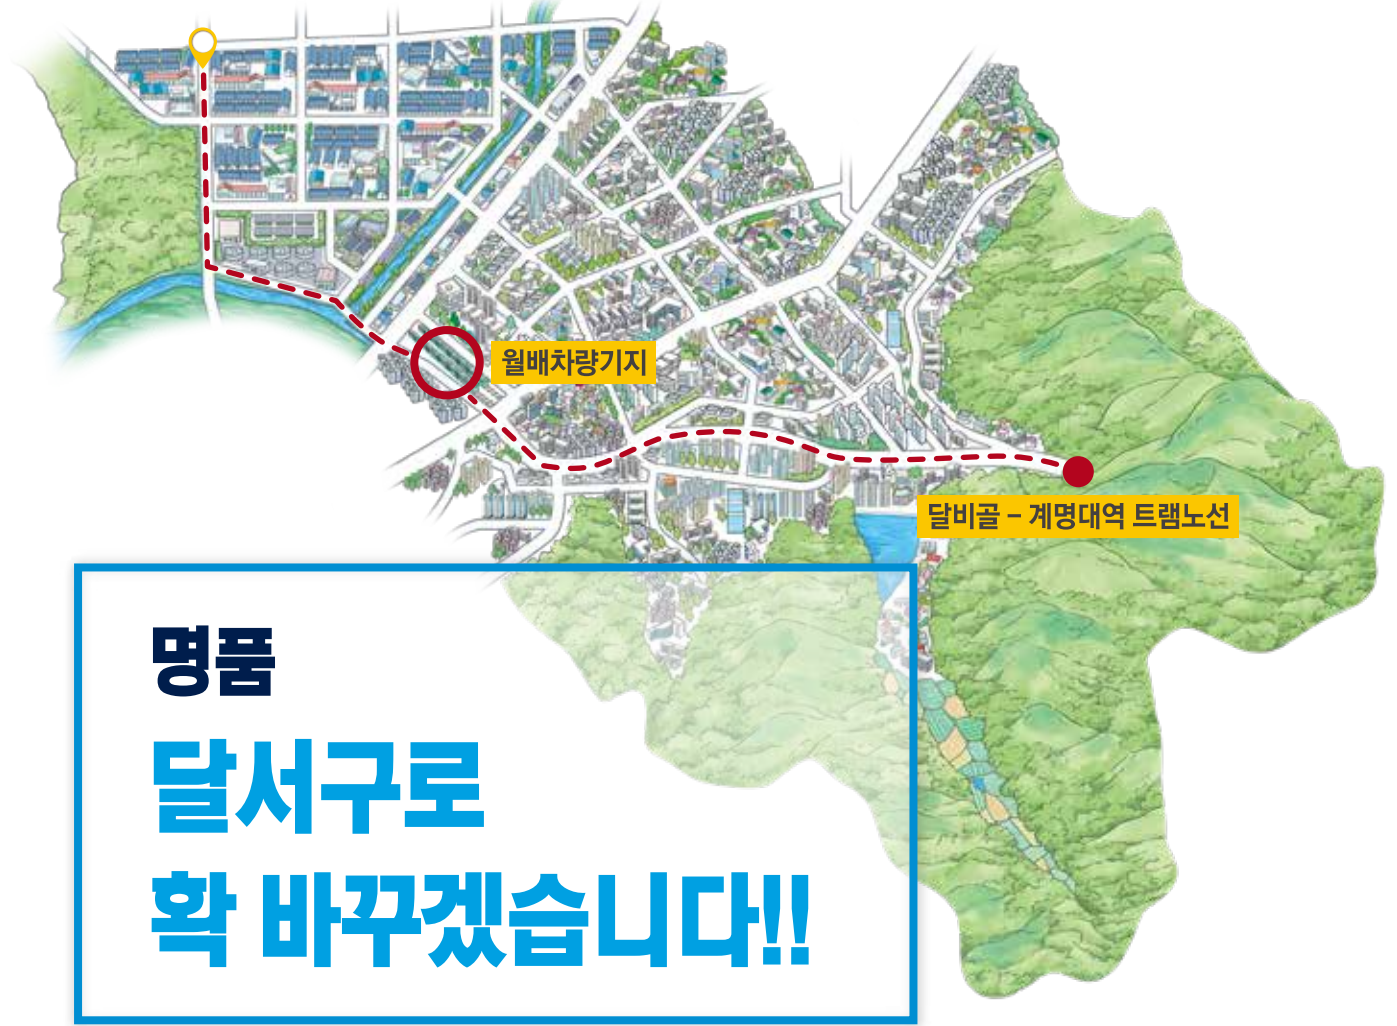 월배차량기지
달비골 – 계명대역 트램노선
명품
달서구로
확 바꾸겠습니다!!